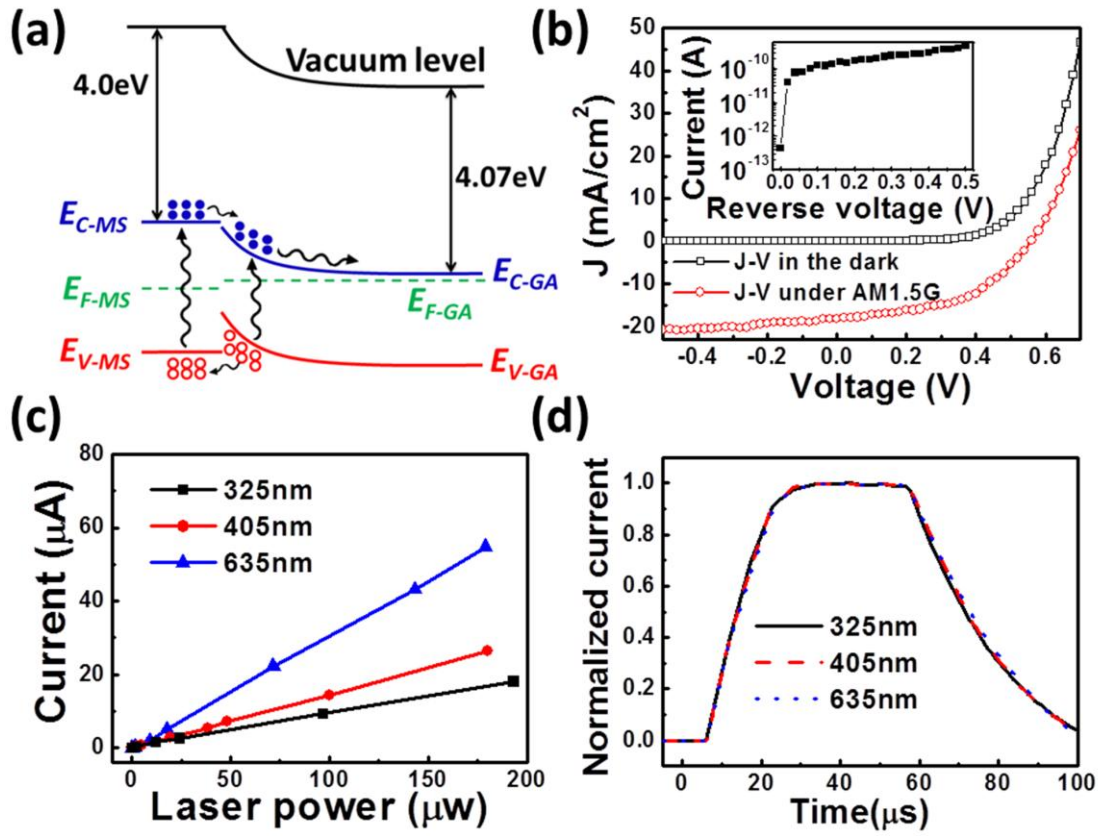 (a)
Vacuum level
4.0eV
4.07eV
E_C-MS
E_C-GA
E_F-MS
E_F-GA
E_V-MS
E_V-GA
(b)
J (mA/cm²)
50
40
30
20
10
0
-10
-20
-0.4 -0.2 0.0 0.2 0.4 0.6
Voltage (V)
Current (A)
10⁻¹⁰
10⁻¹¹
10⁻¹²
10⁻¹³
0.0 0.1 0.2 0.3 0.4 0.5
Reverse voltage (V)
J-V in the dark
J-V under AM1.5G
(c)
Current (μA)
80
60
40
20
0
0 50 100 150 200
Laser power (μw)
325nm
405nm
635nm
(d)
Normalized current
1.0
0.8
0.6
0.4
0.2
0.0
0 20 40 60 80 100
Time(μs)
325nm
405nm
635nm